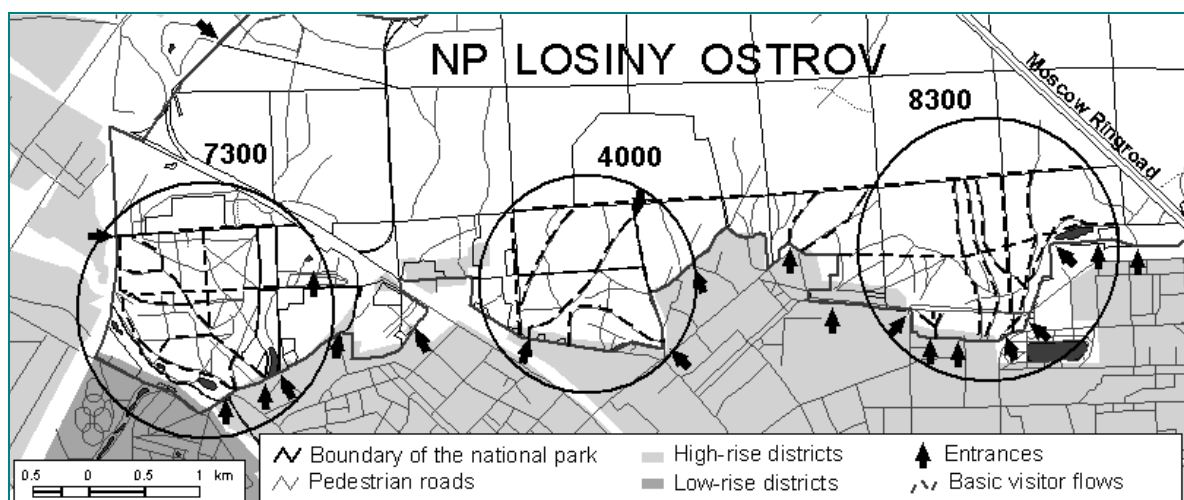 NP LOSINY OSTROV
Moscow Ringroad
8300
7300
4000
Boundary of the national park
Pedestrian roads
High-rise districts
Low-rise districts
Entrances
Basic visitor flows
0.5 0 0.5 1 km